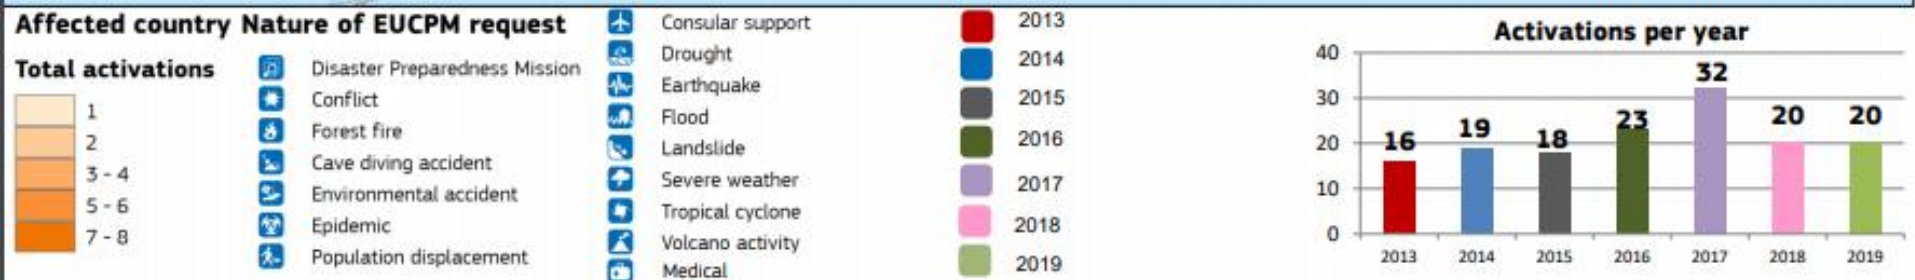 Affected country Nature of EUCPM request
Total activations
1
2
3 - 4
5 - 6
7 - 8
Disaster Preparedness Mission
Conflict
Forest fire
Cave diving accident
Environmental accident
Epidemic
Population displacement
Consular support
Drought
Earthquake
Flood
Landslide
Severe weather
Tropical cyclone
Volcano activity
Medical
2013
2014
2015
2016
2017
2018
2019
Activations per year
40
30
20
10
0
16
19
18
23
32
20
20
2013 2014 2015 2016 2017 2018 2019